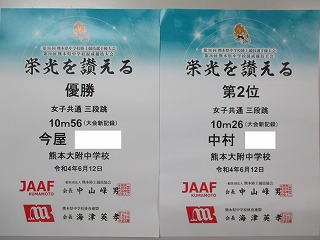 栄光を讃える
優勝
女子共通 三段跳
10m56(大会新記録)
今屋
熊本大附中学校
令和4年6月12日
JAAF
KUMAMOTO
会長 中山峰男
会長 海津英孝
栄光を讃える
第2位
女子共通 三段跳
10m26(大会新記録)
中村
熊本大附中学校
令和4年6月12日
JAAF
KUMAMOTO
会長 中山峰男
会長 海津英孝